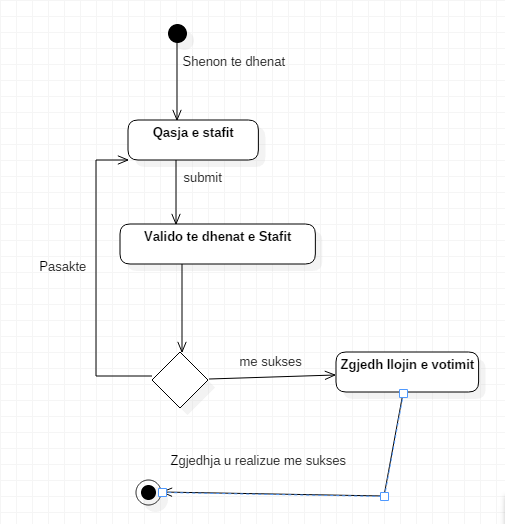 Shenon te dhenat
Qasja e stafit
submit
Valido te dhenat e Stafit
Pasakte
me sukses
Zgjedh llojin e votimit
Zgjedhja u realizue me sukses